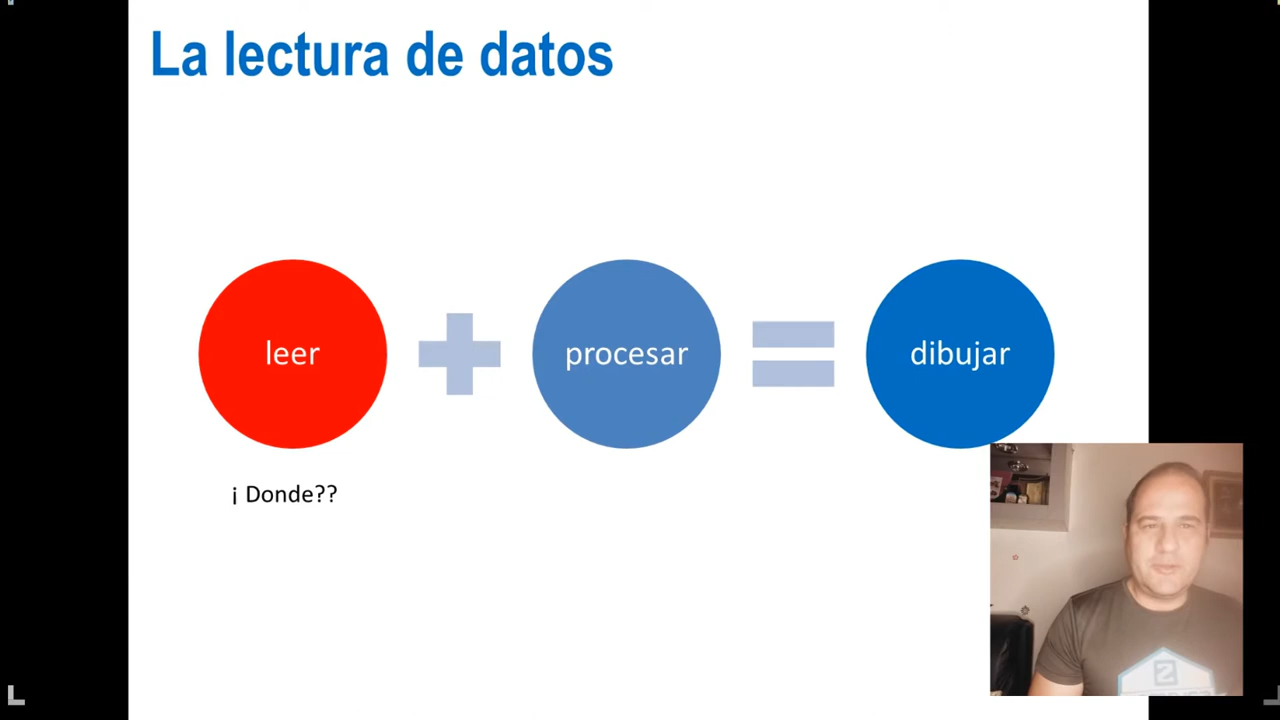 La lectura de datos
leer
procesar
dibujar
¡ Donde??